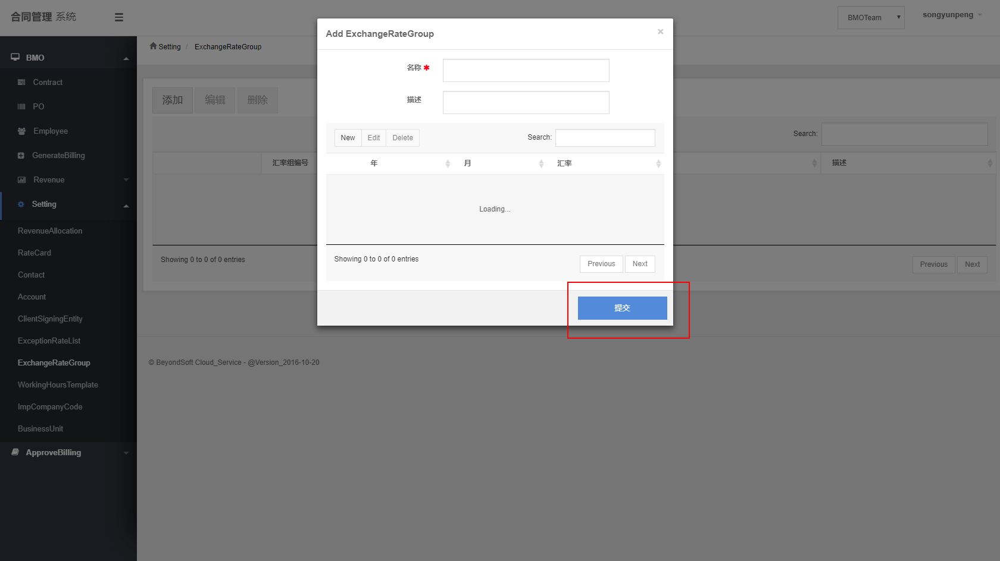 合同管理 系统
BMOTeam
songyunpeng
BMO
Contract
PO
Employee
GenerateBilling
Revenue
Setting
RevenueAllocation
RateCard
Contact
Account
ClientSigningEntity
ExceptionRateList
ExchangeRateGroup
WorkingHoursTemplate
ImpCompanyCode
BusinessUnit
ApproveBilling
Setting / ExchangeRateGroup
添加 编辑 删除
Search:
汇率组编号 描述
Showing 0 to 0 of 0 entries
Previous Next
Add ExchangeRateGroup ×
名称 ✱
描述
New Edit Delete Search:
年 月 汇率
Loading...
Showing 0 to 0 of 0 entries
Previous Next
提交
© BeyondSoft Cloud_Service - @Version_2016-10-20